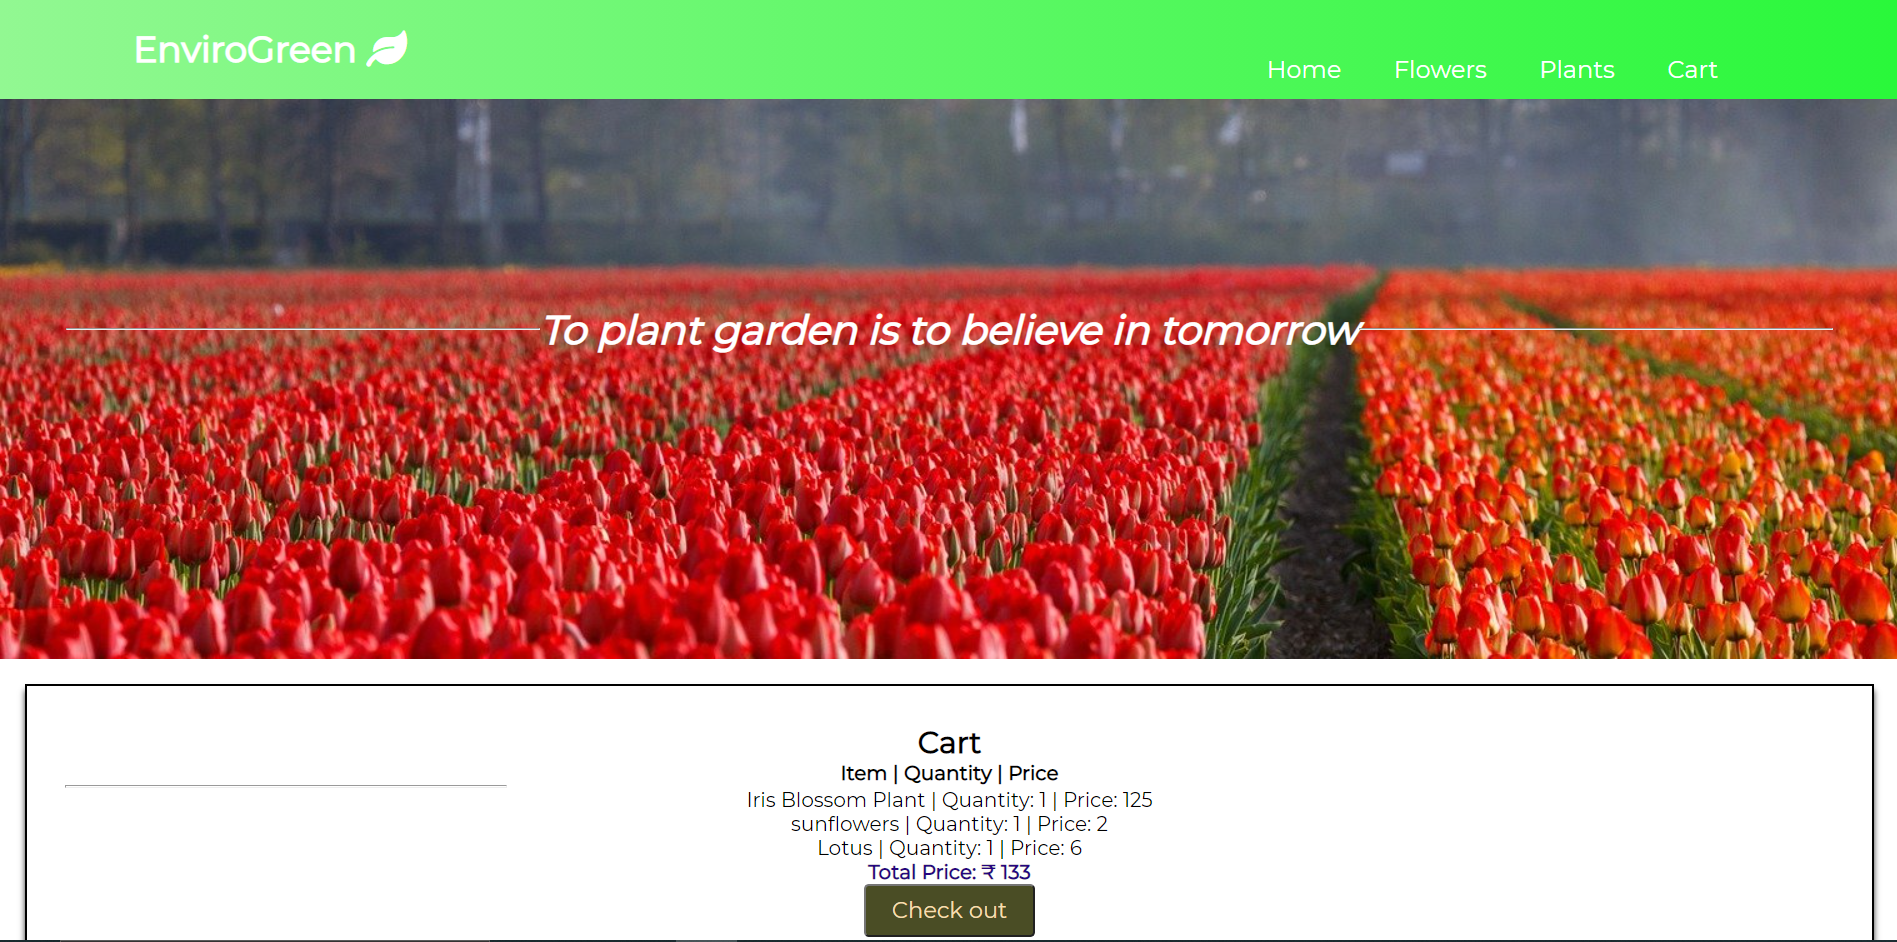 EnviroGreen
Home Flowers Plants Cart
To plant garden is to believe in tomorrow
Cart
Item | Quantity | Price
Iris Blossom Plant | Quantity: 1 | Price: 125
sunflowers | Quantity: 1 | Price: 2
Lotus | Quantity: 1 | Price: 6
Total Price: ₹ 133
Check out